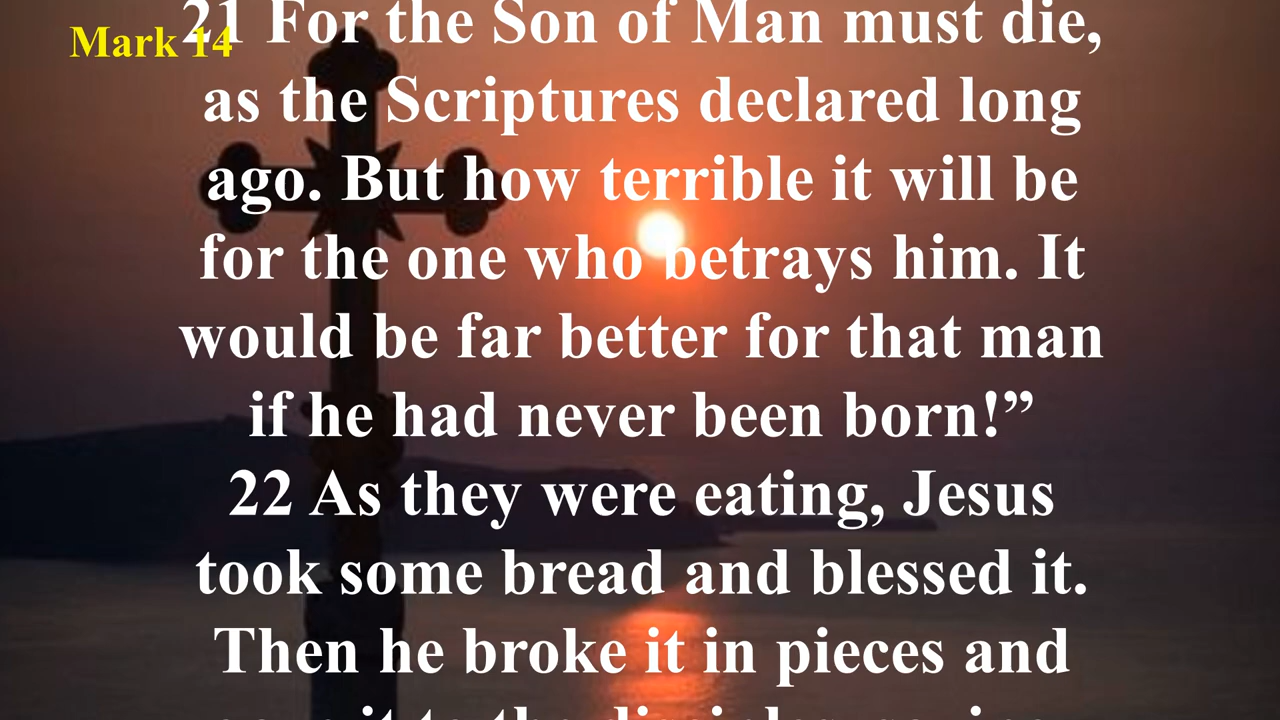 21 For the Son of Man must die,
Mark 14
as the Scriptures declared long
ago. But how terrible it will be
for the one who betrays him. It
would be far better for that man
if he had never been born!”
22 As they were eating, Jesus
took some bread and blessed it.
Then he broke it in pieces and